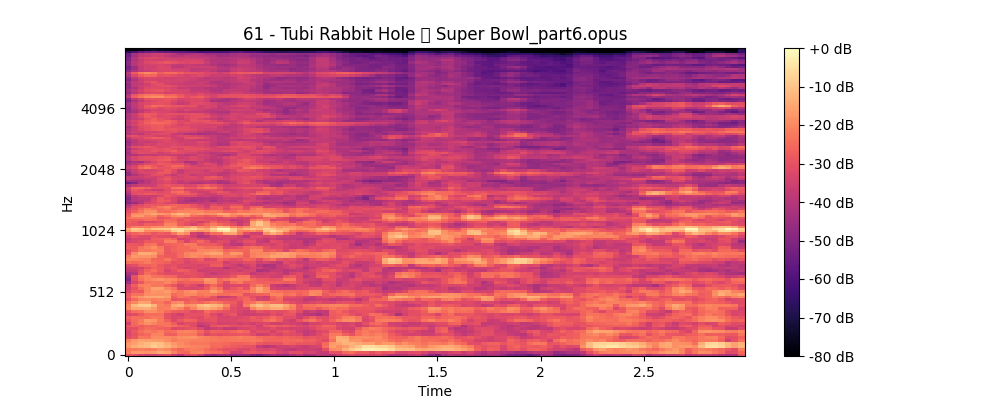 61 - Tubi Rabbit Hole ▯ Super Bowl_part6.opus
Hz
4096
2048
1024
512
0
0
0.5
1
1.5
2
2.5
Time
+0 dB
-10 dB
-20 dB
-30 dB
-40 dB
-50 dB
-60 dB
-70 dB
-80 dB